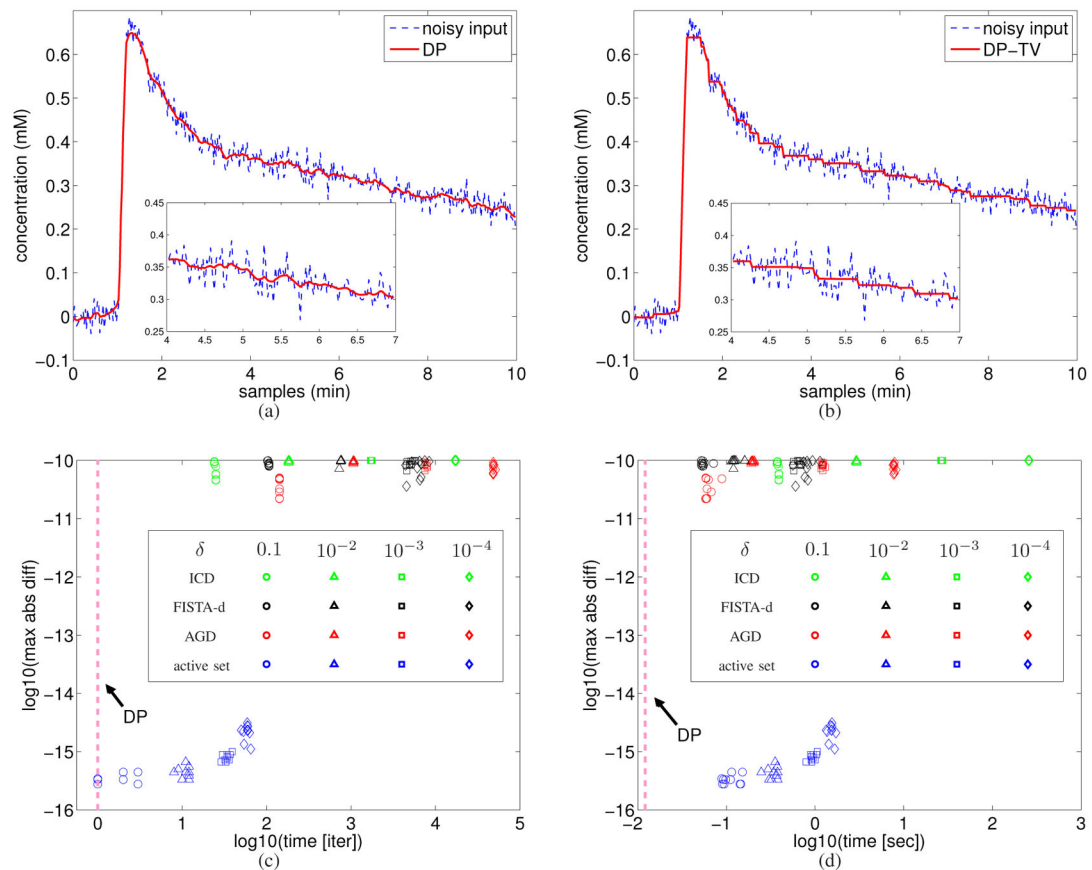 noisy input
DP
0.6
0.5
0.4
0.3
0.2
0.1
0
−0.1
concentration (mM)
0.45
0.4
0.35
0.3
0.25
4 4.5 5 5.5 6 6.5 7
0 2 4 6 8 10
samples (min)
(a)
noisy input
DP−TV
0.6
0.5
0.4
0.3
0.2
0.1
0
−0.1
concentration (mM)
0.45
0.4
0.35
0.3
0.25
4 4.5 5 5.5 6 6.5 7
0 2 4 6 8 10
samples (min)
(b)
−10
−11
−12
−13
−14
−15
−16
log10(max abs diff)
δ 0.1 10⁻² 10⁻³ 10⁻⁴
ICD
FISTA-d
AGD
active set
DP
0 1 2 3 4 5
log10(time [iter])
(c)
−10
−11
−12
−13
−14
−15
−16
log10(max abs diff)
δ 0.1 10⁻² 10⁻³ 10⁻⁴
ICD
FISTA-d
AGD
active set
DP
−2 −1 0 1 2 3
log10(time [sec])
(d)